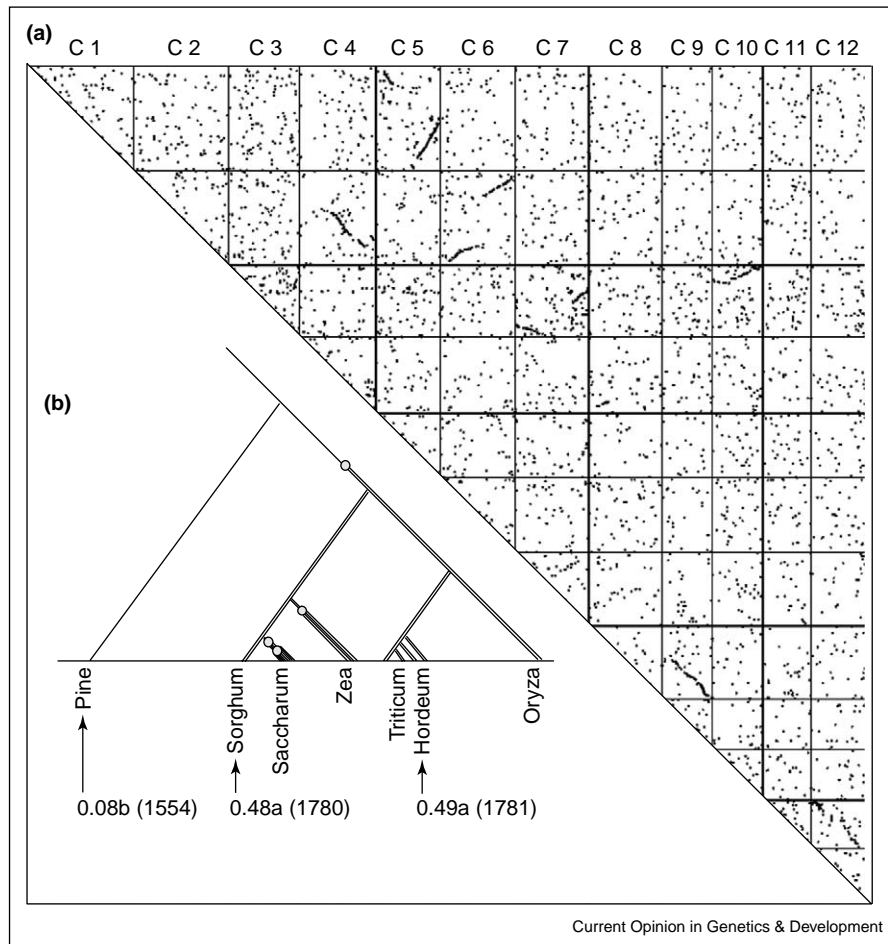 (a)
C 1 C 2 C 3 C 4 C 5 C 6 C 7 C 8 C 9 C 10 C 11 C 12
(b)
Pine
Sorghum
Saccharum
Zea
Triticum
Hordeum
Oryza
0.08b (1554) 0.48a (1780) 0.49a (1781)
Current Opinion in Genetics & Development